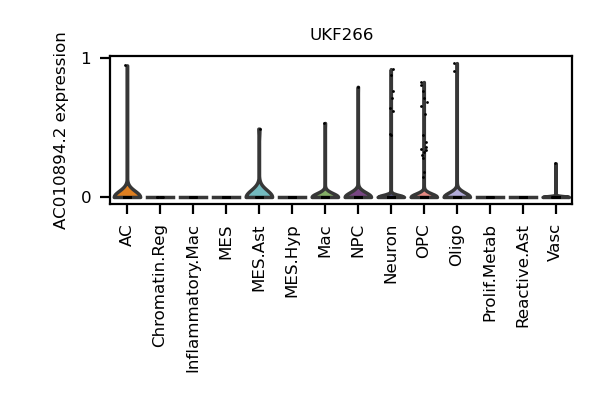 UKF266
AC010894.2 expression
1
0
AC
Chromatin.Reg
Inflammatory.Mac
MES
MES.Ast
MES.Hyp
Mac
NPC
Neuron
OPC
Oligo
Prolif.Metab
Reactive.Ast
Vasc